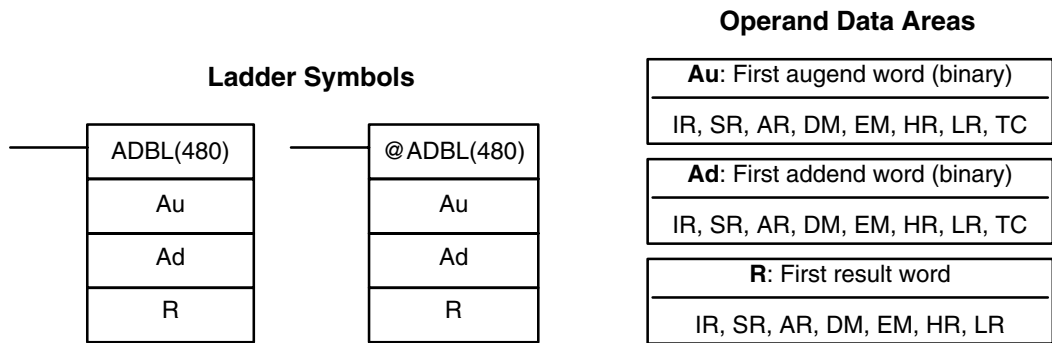 Ladder Symbols
ADBL(480)
Au
Ad
R
@ADBL(480)
Au
Ad
R
Operand Data Areas
Au: First augend word (binary)
IR, SR, AR, DM, EM, HR, LR, TC
Ad: First addend word (binary)
IR, SR, AR, DM, EM, HR, LR, TC
R: First result word
IR, SR, AR, DM, EM, HR, LR